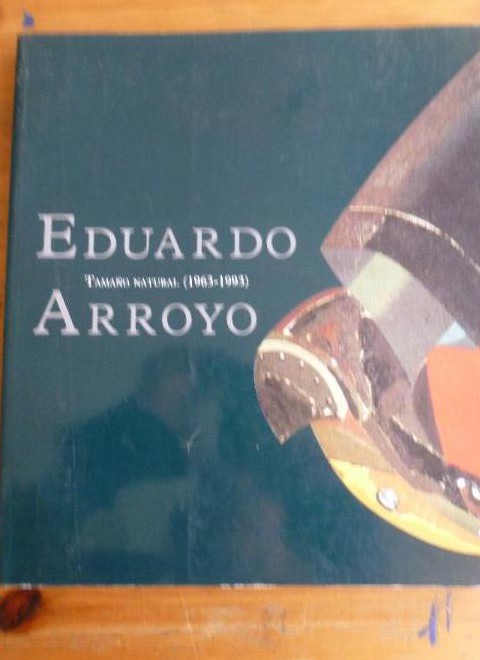 EDUARDO
TAMAÑO NATURAL (1963-1993)
ARROYO